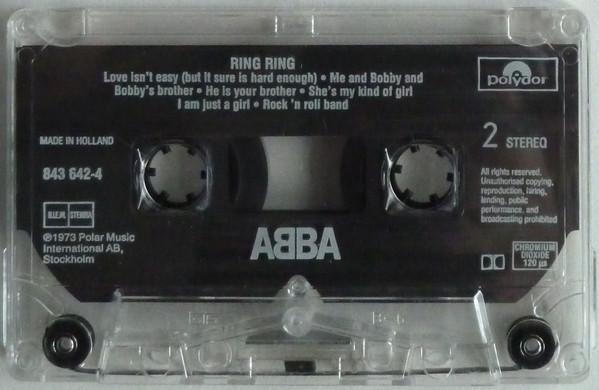 RING RING
Love isn't easy (but it sure is hard enough) • Me and Bobby and
Bobby's brother • He is your brother • She's my kind of girl
I am just a girl • Rock 'n roll band
polydor
MADE IN HOLLAND
843 642-4
2 STEREO
All rights reserved.
Unauthorised copying,
reproduction, hiring,
lending, public
performance, and
broadcasting prohibited
B.I.E.M. STEMRA
℗1973 Polar Music
International AB,
Stockholm
ABBA
CHROMIUM
DIOXIDE
120 µs